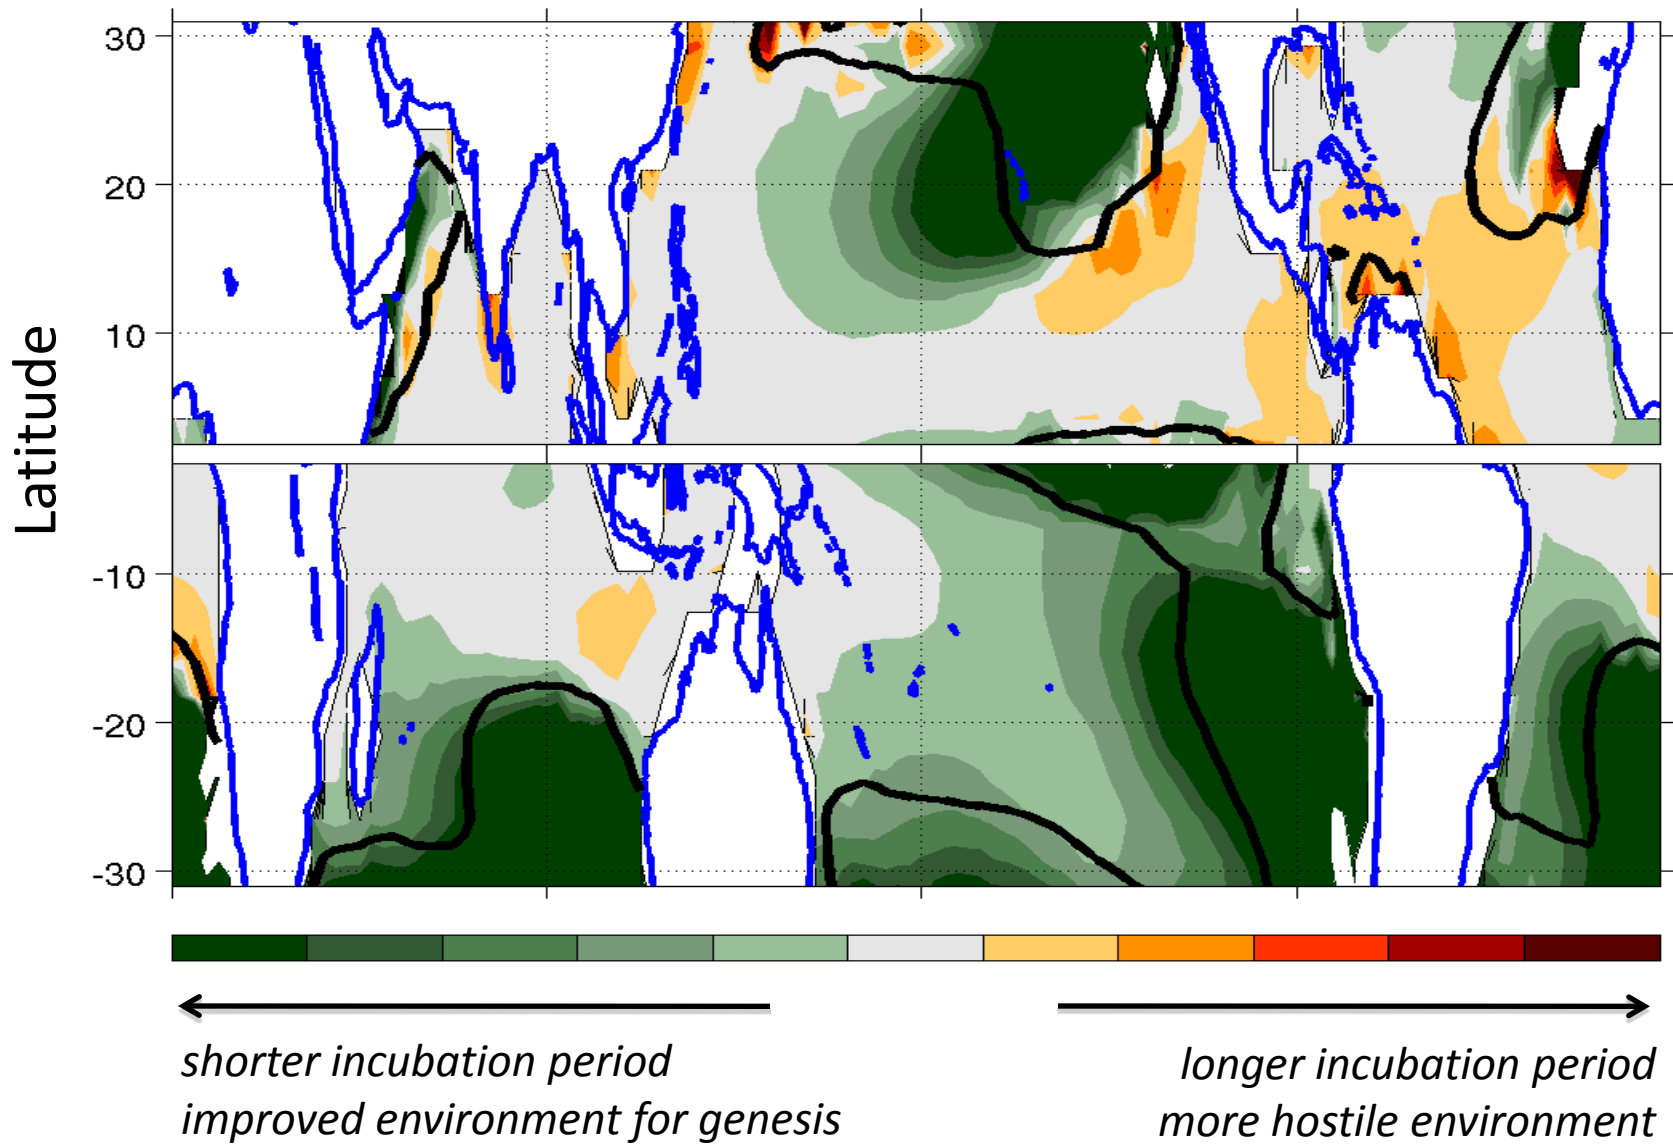 30
20
10
Latitude
-10
-20
-30
shorter incubation period
improved environment for genesis
longer incubation period
more hostile environment